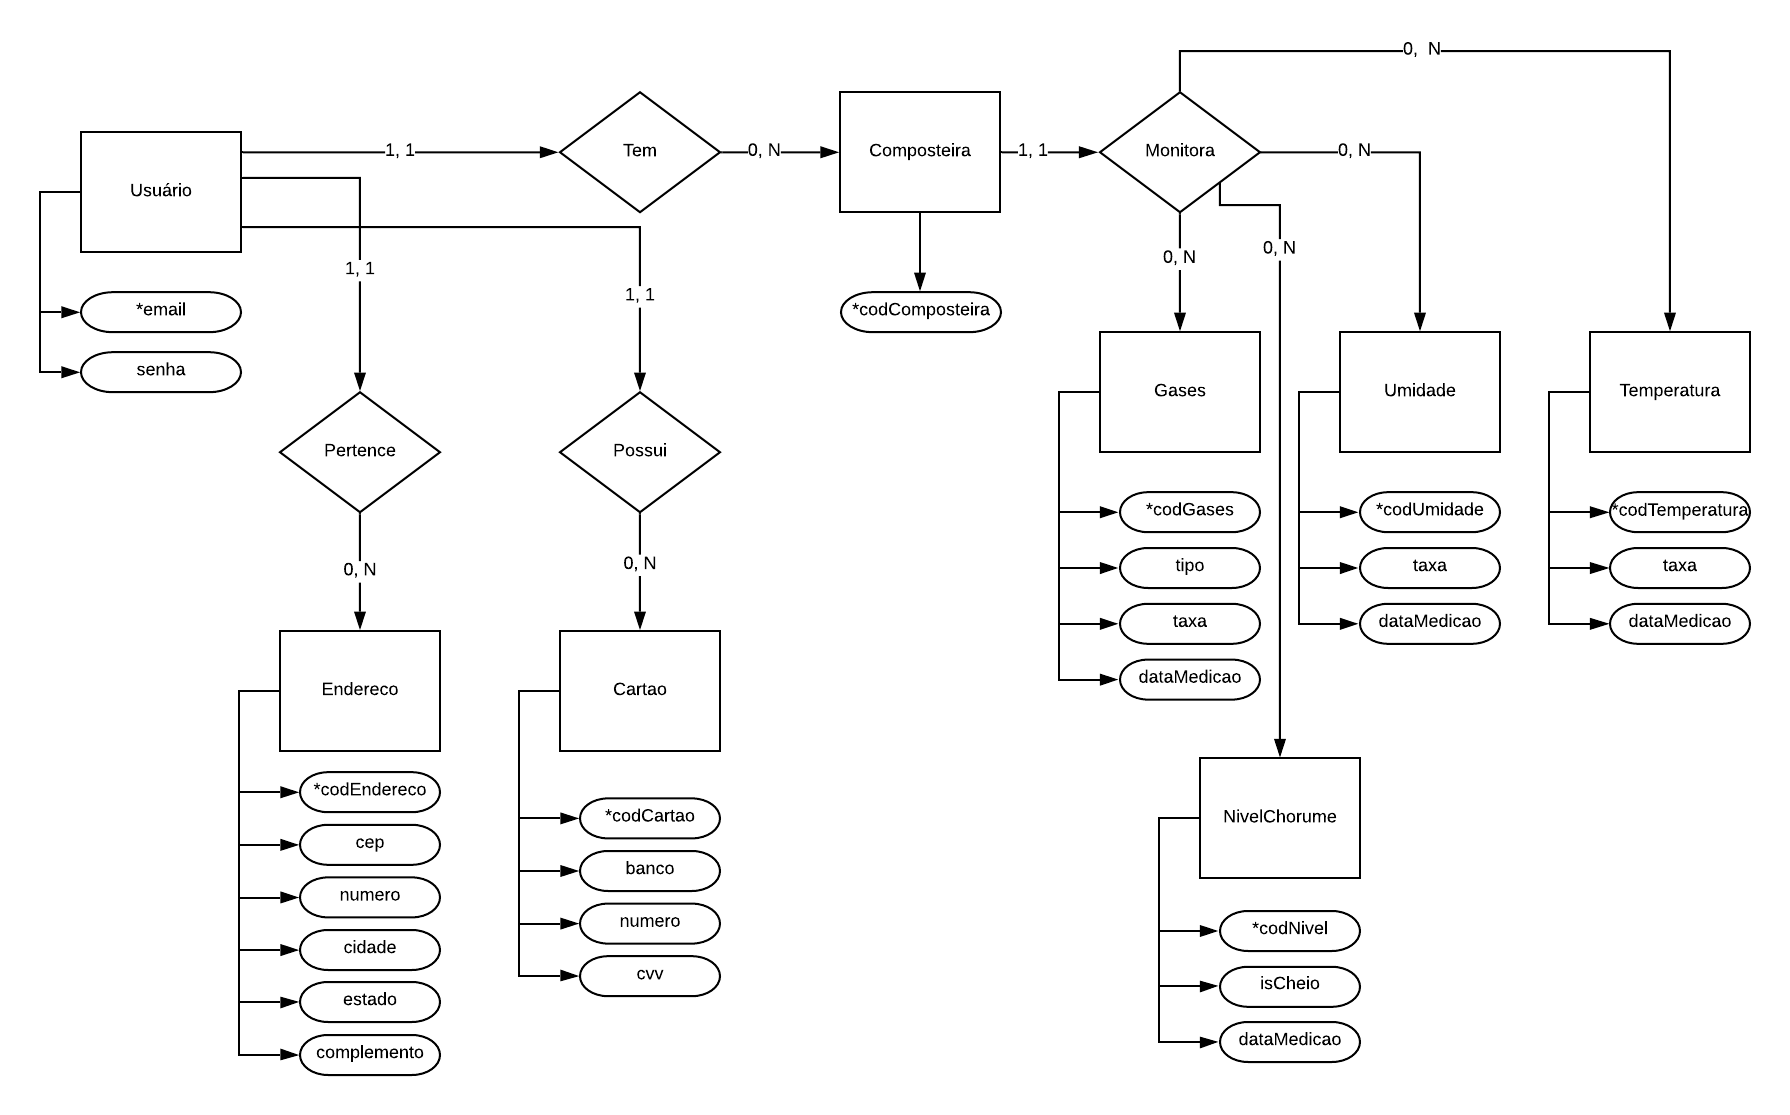 0,  N
Tem
Composteira
Monitora
1, 1
0, N
1, 1
0, N
Usuário
0, N
0, N
1, 1
1, 1
*email
*codComposteira
senha
Gases
Umidade
Temperatura
Pertence
Possui
*codGases
*codUmidade
*codTemperatura
0, N
0, N
tipo
taxa
taxa
taxa
dataMedicao
dataMedicao
dataMedicao
Endereco
Cartao
*codEndereco
cep
numero
cidade
estado
complemento
*codCartao
banco
numero
cvv
NivelChorume
*codNivel
isCheio
dataMedicao